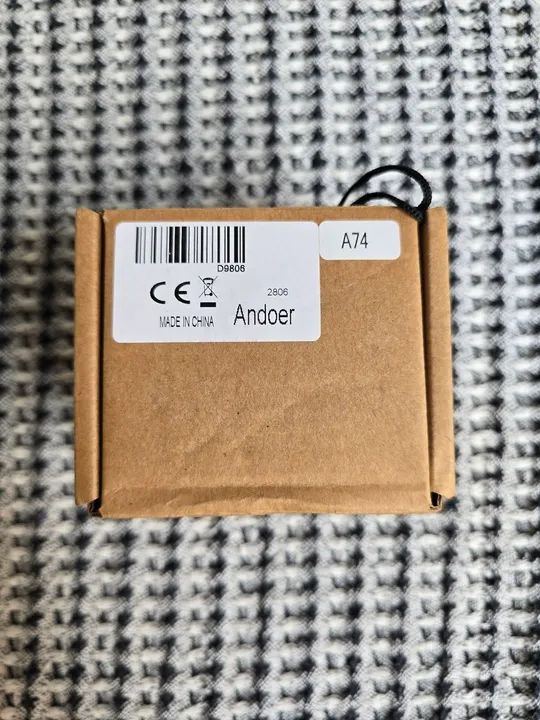 D9806
A74
CE
2806
MADE IN CHINA
Andoer